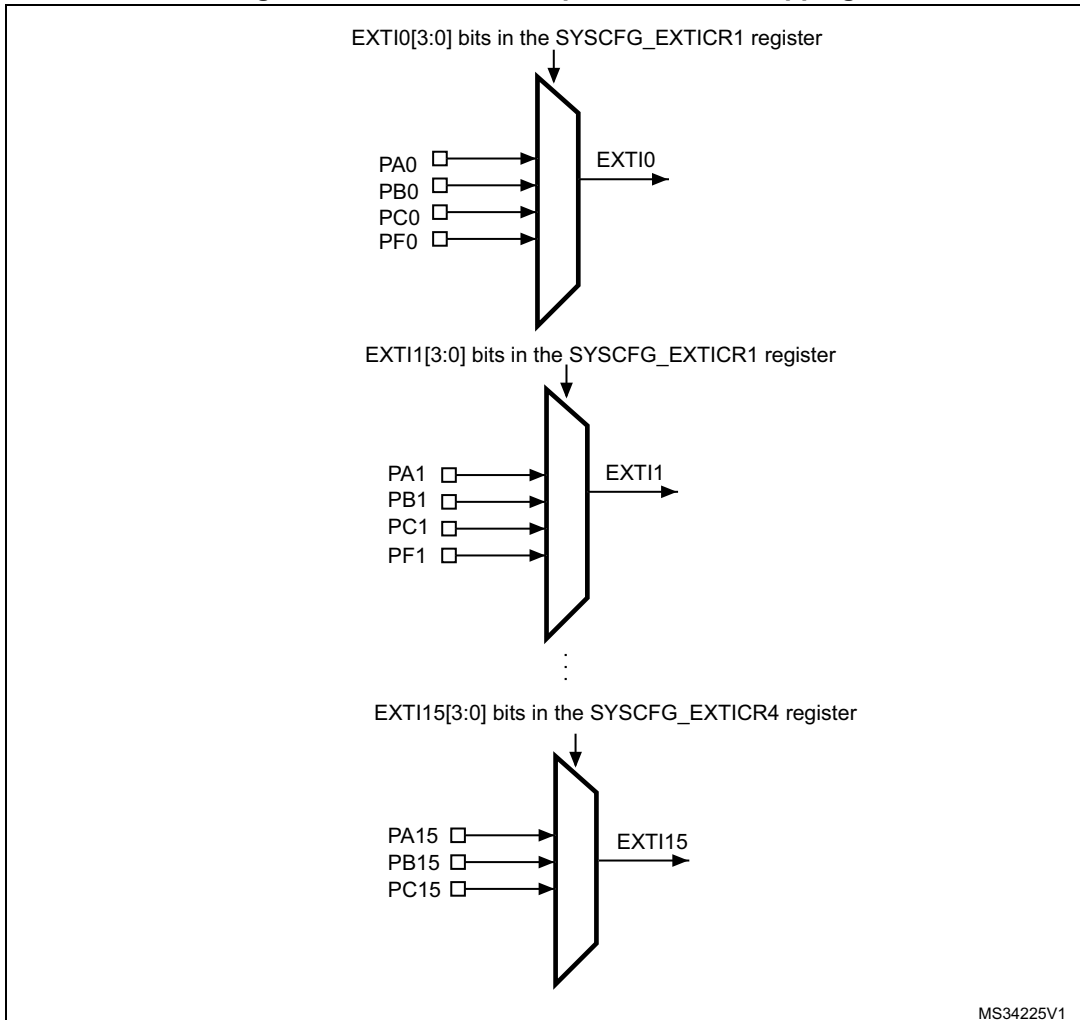 EXTI0[3:0] bits in the SYSCFG_EXTICR1 register
PA0
EXTI0
PB0
PC0
PF0
EXTI1[3:0] bits in the SYSCFG_EXTICR1 register
PA1
EXTI1
PB1
PC1
PF1
EXTI15[3:0] bits in the SYSCFG_EXTICR4 register
PA15
EXTI15
PB15
PC15
MS34225V1